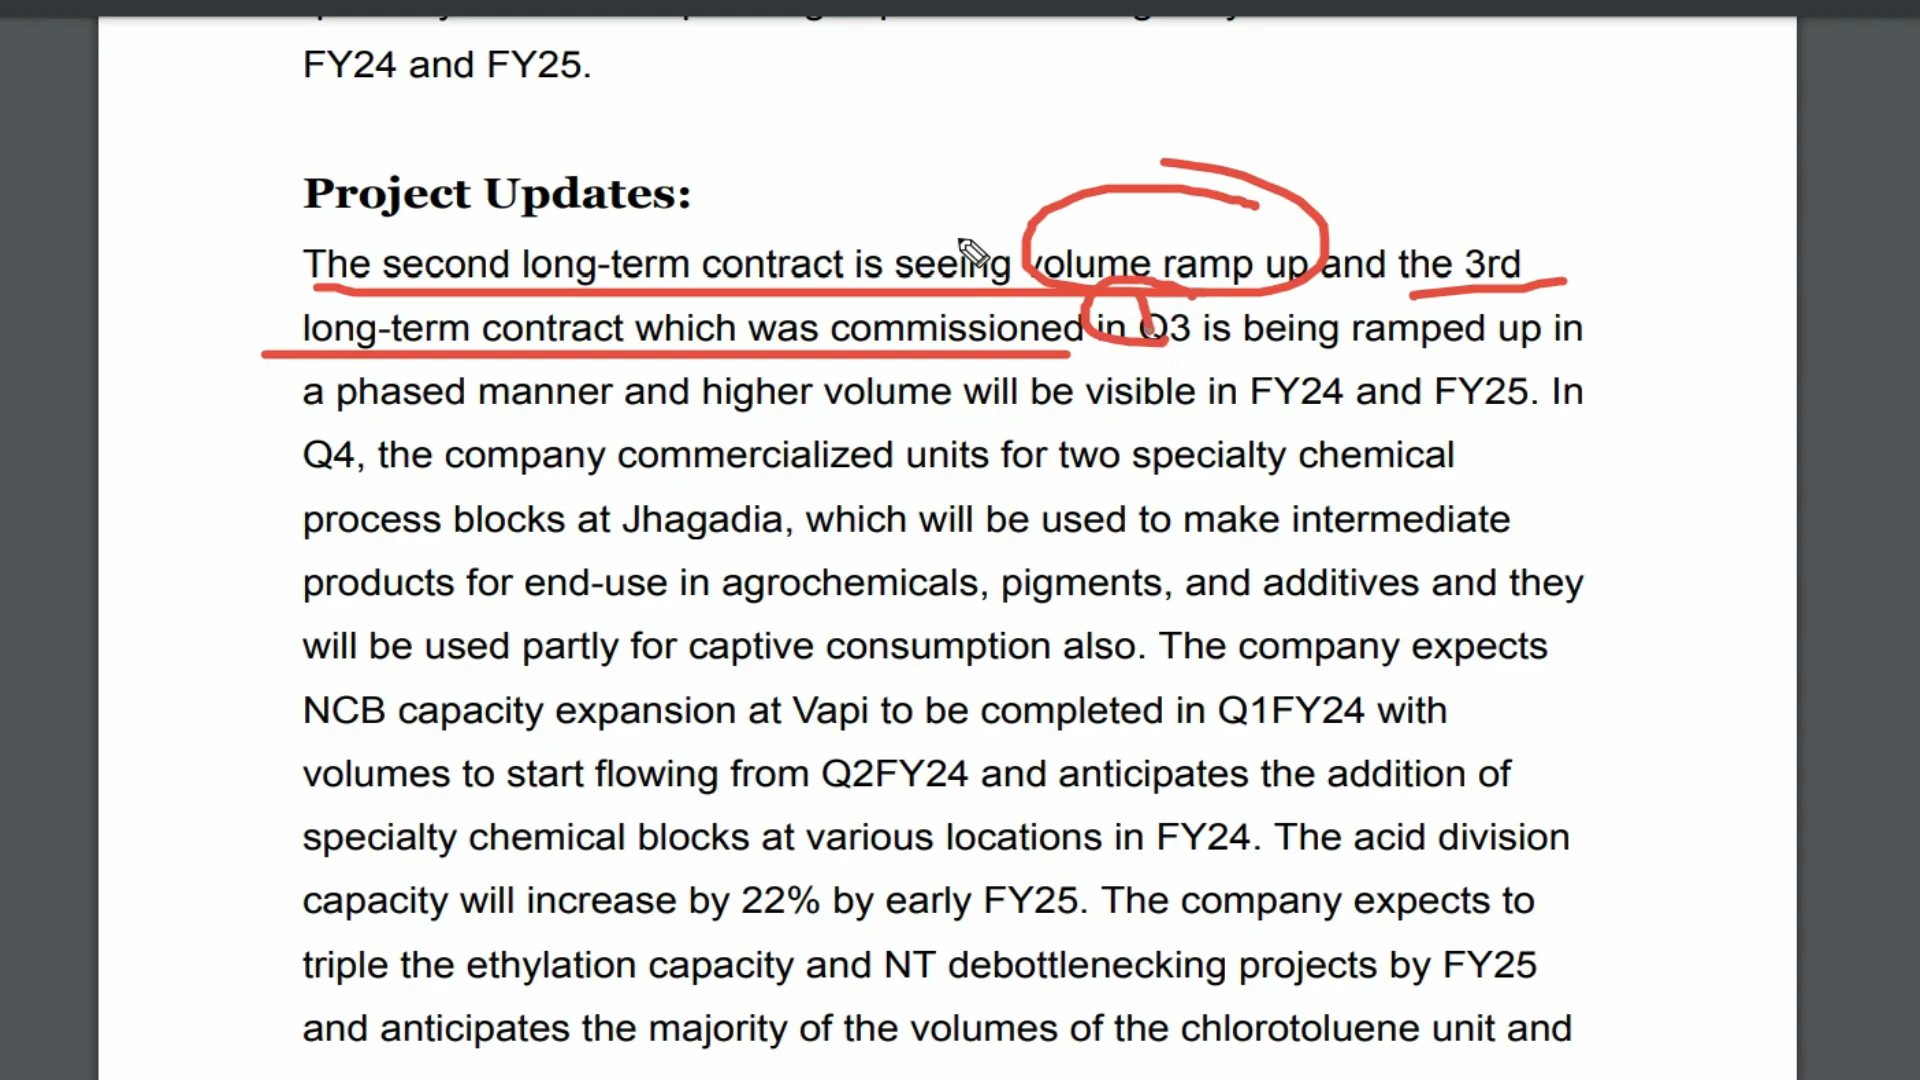 FY24 and FY25.
Project Updates:
The second long-term contract is seeing volume ramp up and the 3rd
long-term contract which was commissioned in Q3 is being ramped up in
a phased manner and higher volume will be visible in FY24 and FY25. In
Q4, the company commercialized units for two specialty chemical
process blocks at Jhagadia, which will be used to make intermediate
products for end-use in agrochemicals, pigments, and additives and they
will be used partly for captive consumption also. The company expects
NCB capacity expansion at Vapi to be completed in Q1FY24 with
volumes to start flowing from Q2FY24 and anticipates the addition of
specialty chemical blocks at various locations in FY24. The acid division
capacity will increase by 22% by early FY25. The company expects to
triple the ethylation capacity and NT debottlenecking projects by FY25
and anticipates the majority of the volumes of the chlorotoluene unit and